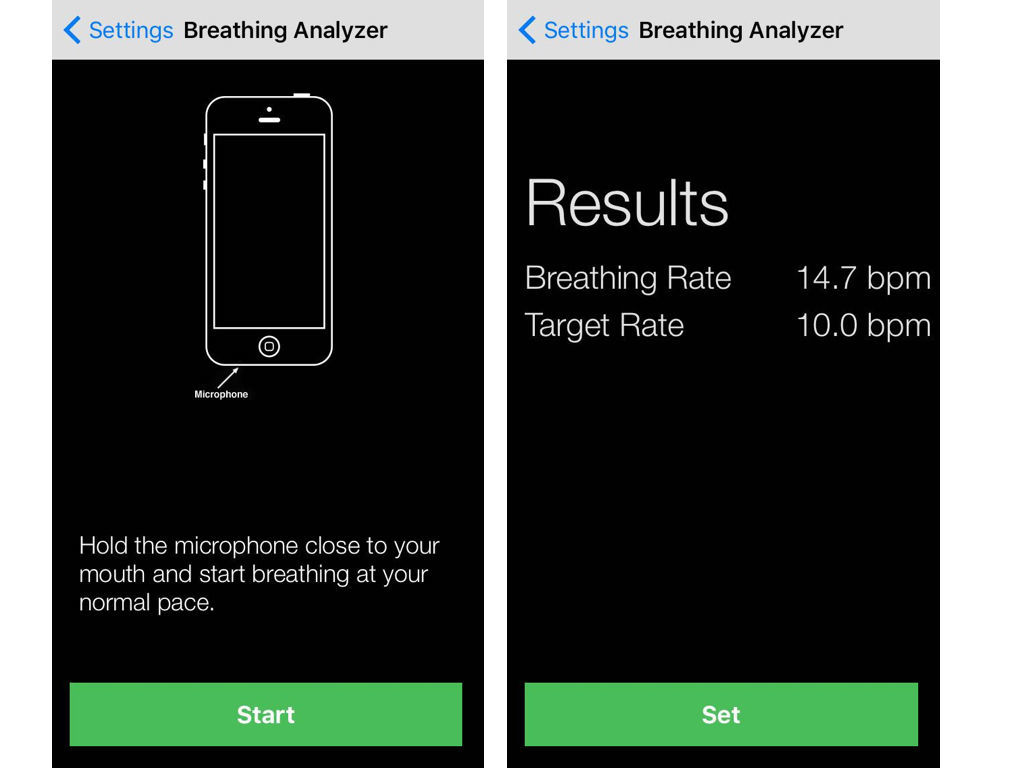 Settings Breathing Analyzer
Microphone
Hold the microphone close to your
mouth and start breathing at your
normal pace.
Start
Settings Breathing Analyzer
Results
Breathing Rate 14.7 bpm
Target Rate 10.0 bpm
Set